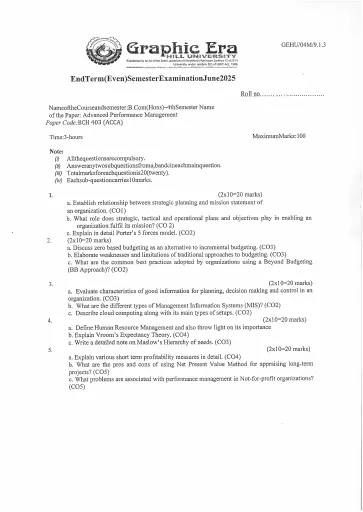 GEHU/04M/9.1.3
Graphic Era
HILL UNIVERSITY
EndTerm(Even)SemesterExaminationJune2025
Roll no..............................
NameoftheCourseandsemester:B.Com(Hons)-4thSemester Name
of the Paper: Advanced Performance Management
Paper Code:BCH 403 (ACCA)
Time:3-hours MaximumMarks:100
Note:
(i) Allthequestionsarecompulsory.
(ii) Answeranytwosubquestionsfroma,bandcineachmainquestion.
(iii) Totalmarksforeachquestionis20(twenty).
(iv) Eachsub-questioncarries10marks.
1. (2x10=20 marks)
a. Establish relationship between strategic planning and mission statement of
an organization. (CO1)
b. What role does strategic, tactical and operational plans and objectives play in enabling an
organization fulfil its mission? (CO 2)
c. Explain in detail Porter's 5 forces model. (CO2)
2. (2x10=20 marks)
a. Discuss zero based budgeting as an alternative to incremental budgeting. (CO3)
b. Elaborate weaknesses and limitations of traditional approaches to budgeting. (CO3)
c. What are the common best practices adopted by organizations using a Beyond Budgeting
(BB Approach)? (CO2)
3. (2x10=20 marks)
a. Evaluate characteristics of good information for planning, decision making and control in an
organization. (CO3)
b. What are the different types of Management Information Systems (MIS)? (CO2)
c. Describe cloud computing along with its main types of setups. (CO2)
4. (2x10=20 marks)
a. Define Human Resource Management and also throw light on its importance
b. Explain Vroom's Expectancy Theory. (CO4)
c. Write a detailed note on Maslow's Hierarchy of needs. (CO3)
5. (2x10=20 marks)
a. Explain various short term profitability measures in detail. (CO4)
b. What are the pros and cons of using Net Present Value Method for appraising long-term
projects? (CO5)
c. What problems are associated with performance management in Not-for-profit organizations?
(CO5)